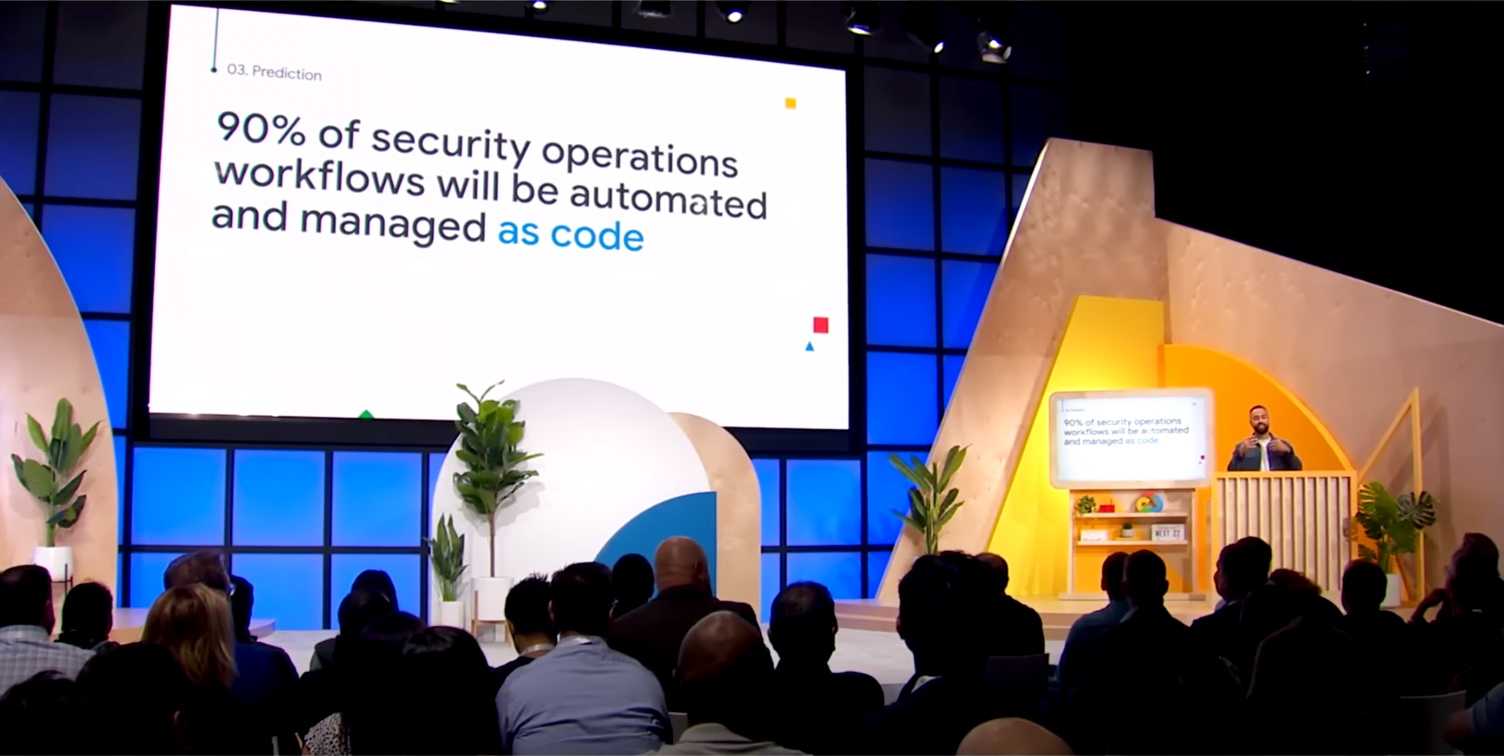 03. Prediction
90% of security operations
workflows will be automated
and managed as code
90% of security operations
workflows will be automated
and managed as code
NEXT 22